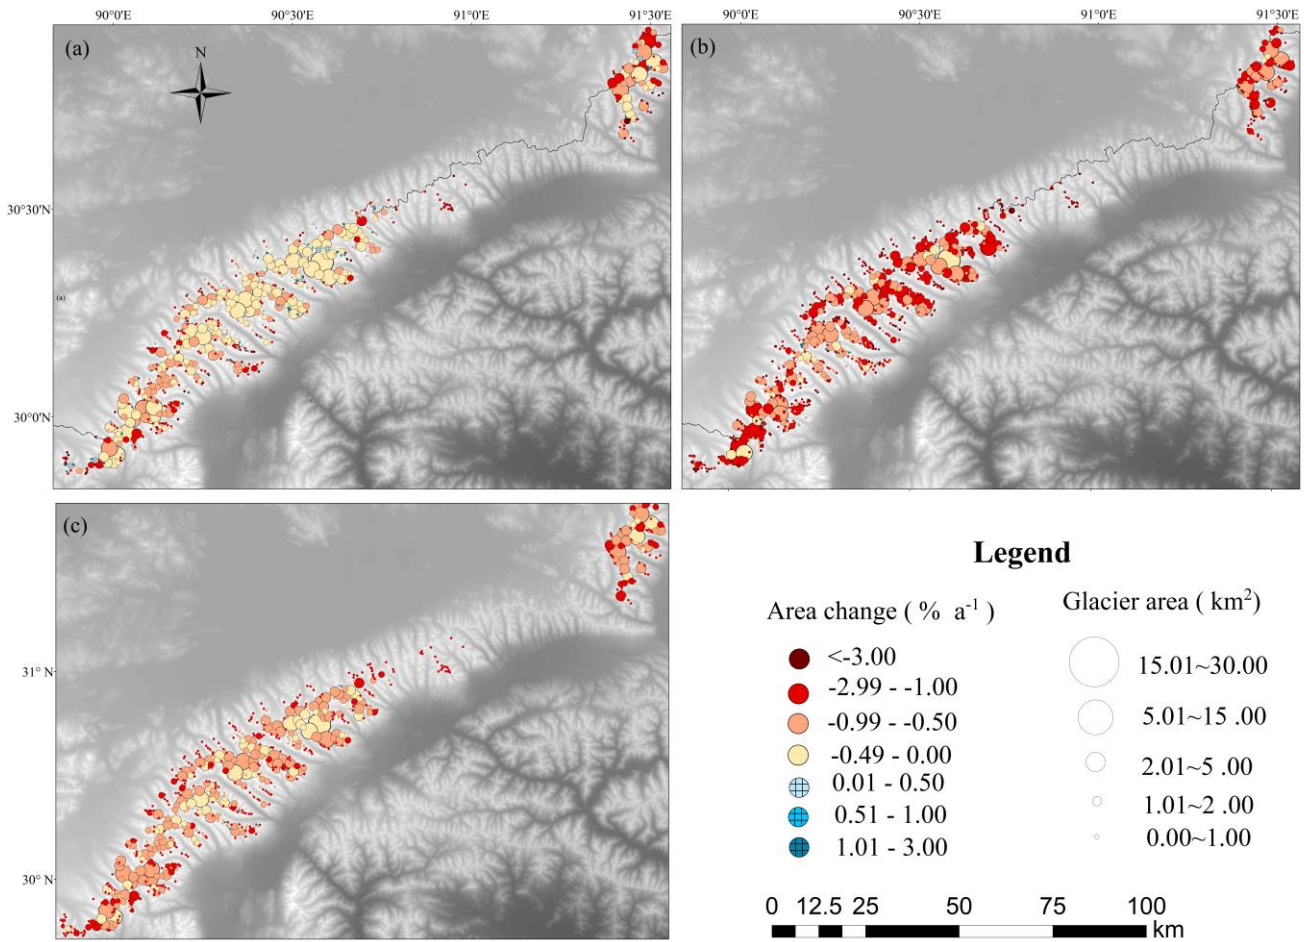 90°0'E 90°30'E 91°0'E 91°30'E
90°0'E 90°30'E 91°0'E 91°30'E
(a)
N
(b)
30°30'N
(a)
30°0'N
(c)
31° N
30° N
Legend
Area change ( % a-1 )
<-3.00
-2.99 - -1.00
-0.99 - -0.50
-0.49 - 0.00
0.01 - 0.50
0.51 - 1.00
1.01 - 3.00
Glacier area ( km2)
15.01~30.00
5.01~15 .00
2.01~5 .00
1.01~2 .00
0.00~1.00
0 12.5 25 50 75 100
km